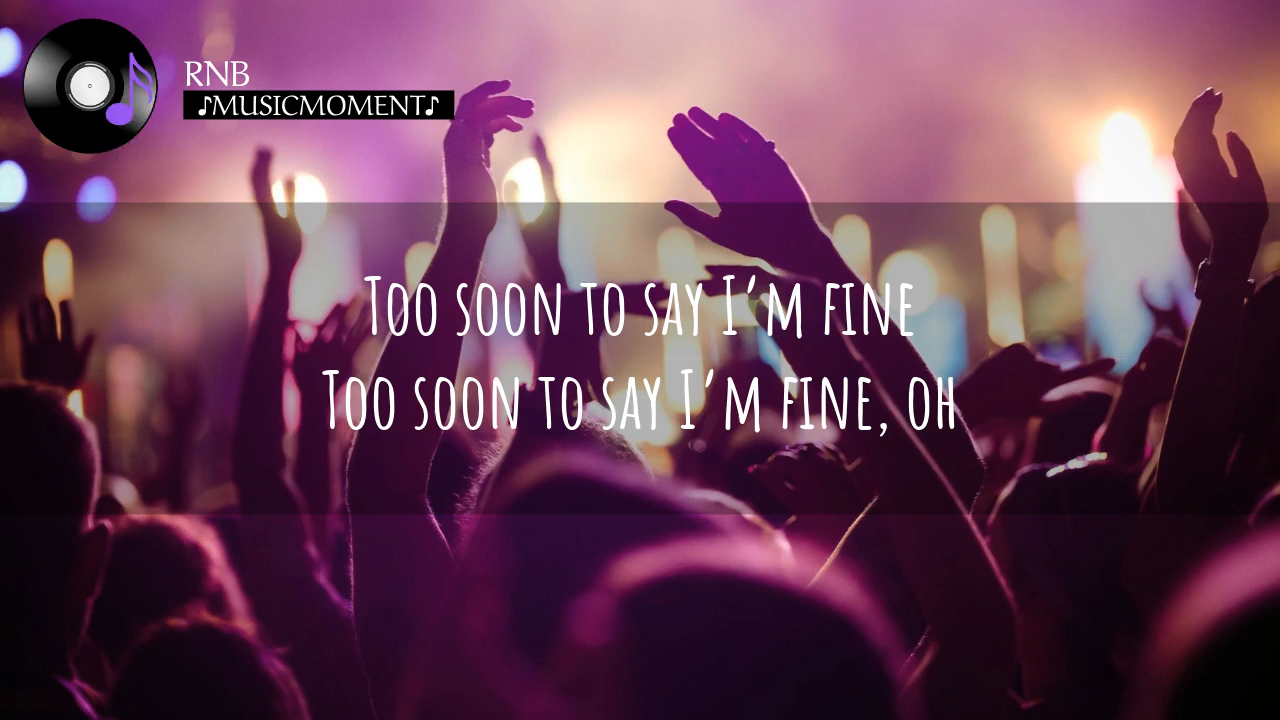 RNB
♪MUSICMOMENT♪
Too soon to say I'm fine
Too soon to say I'm fine, oh